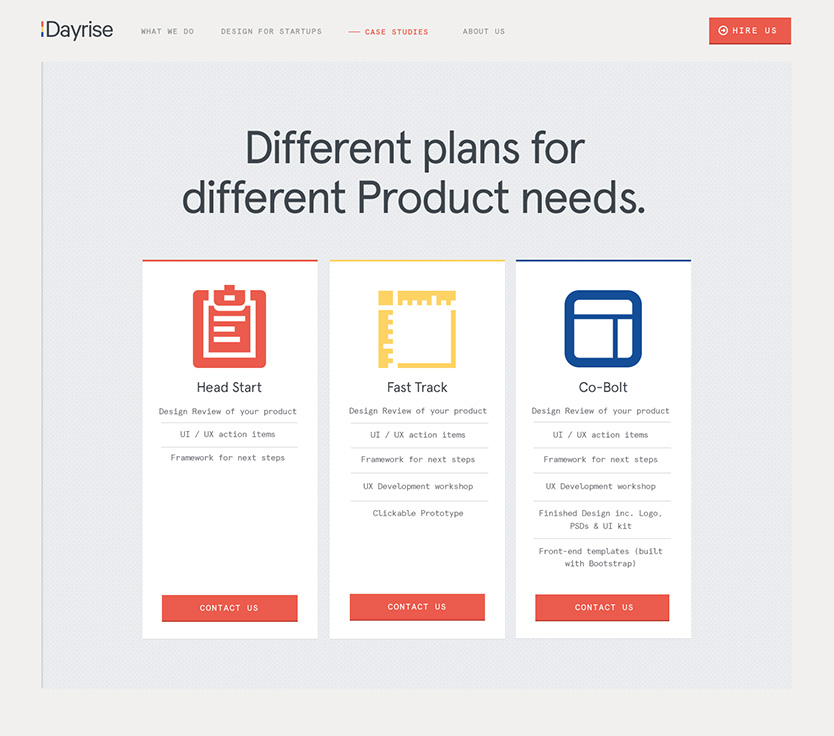 Dayrise
WHAT WE DO
DESIGN FOR STARTUPS
CASE STUDIES
ABOUT US
HIRE US
Different plans for
different Product needs.
Head Start
Design Review of your product
UI / UX action items
Framework for next steps
CONTACT US
Fast Track
Design Review of your product
UI / UX action items
Framework for next steps
UX Development workshop
Clickable Prototype
CONTACT US
Co-Bolt
Design Review of your product
UI / UX action items
Framework for next steps
UX Development workshop
Finished Design inc. Logo,
PSDs & UI kit
Front-end templates (built
with Bootstrap)
CONTACT US